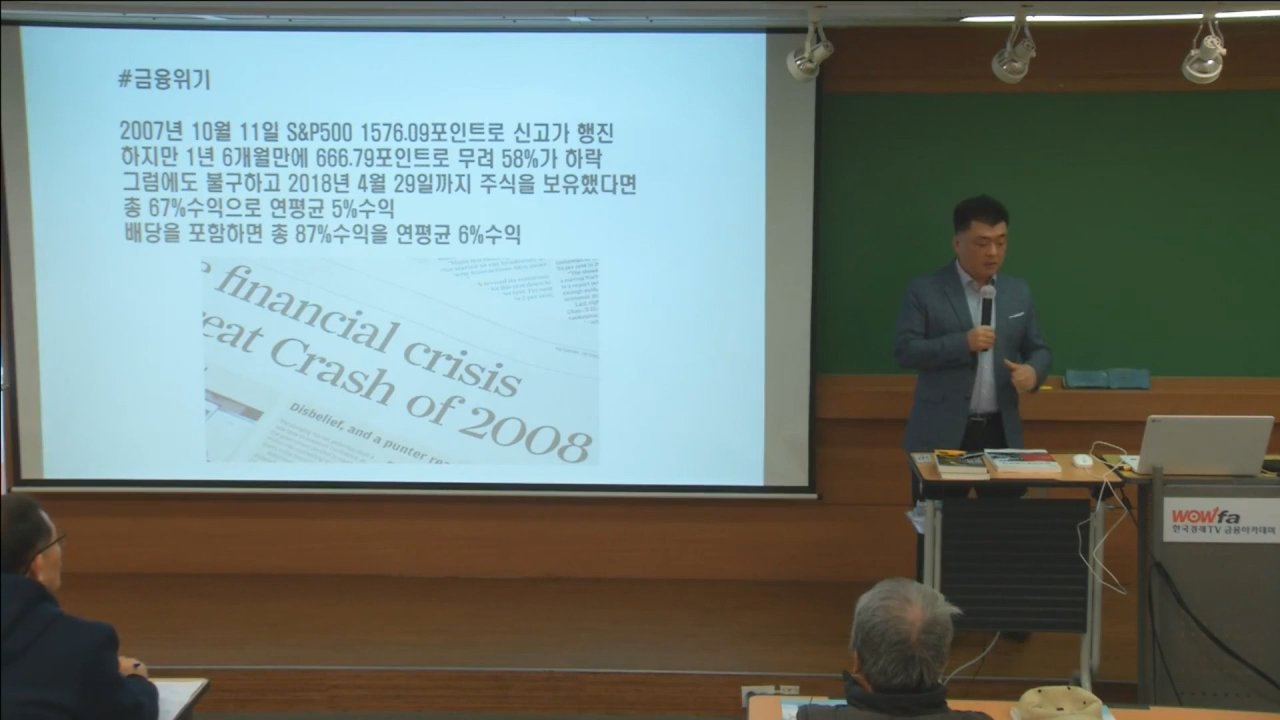 #금융위기
2007년 10월 11일 S&P500 1576.09포인트로 신고가 행진
하지만 1년 6개월만에 666.79포인트로 무려 58%가 하락
그럼에도 불구하고 2018년 4월 29일까지 주식을 보유했다면
총 67%수익으로 연평균 5%수익
배당을 포함하면 총 87%수익을 연평균 6%수익
financial crisis
eat Crash of 2008
Disbelief, and a punter
WOWfa
한국경제TV 금융아카데미